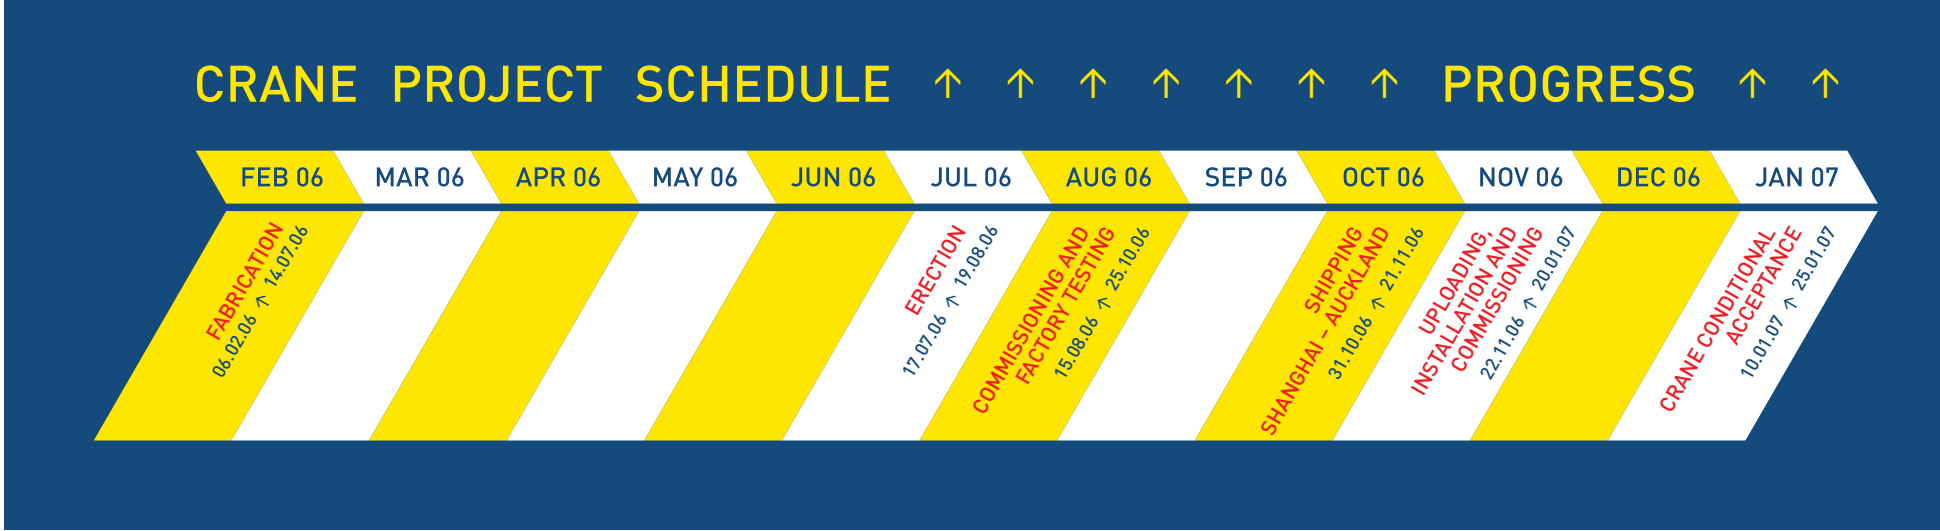 CRANE PROJECT SCHEDULE ↑ ↑ ↑ ↑ ↑ ↑ ↑ PROGRESS ↑ ↑
FEB 06 MAR 06 APR 06 MAY 06 JUN 06 JUL 06 AUG 06 SEP 06 OCT 06 NOV 06 DEC 06 JAN 07
FABRICATION
06.02.06 ↑ 14.07.06
ERECTION
17.07.06 ↑ 19.08.06
COMMISSIONING AND
FACTORY TESTING
15.08.06 ↑ 25.10.06
SHIPPING
SHANGHAI – AUCKLAND
31.10.06 ↑ 21.11.06
UPLOADING,
INSTALLATION AND
COMMISSIONING
22.11.06 ↑ 20.01.07
CRANE CONDITIONAL
ACCEPTANCE
10.01.07 ↑ 25.01.07